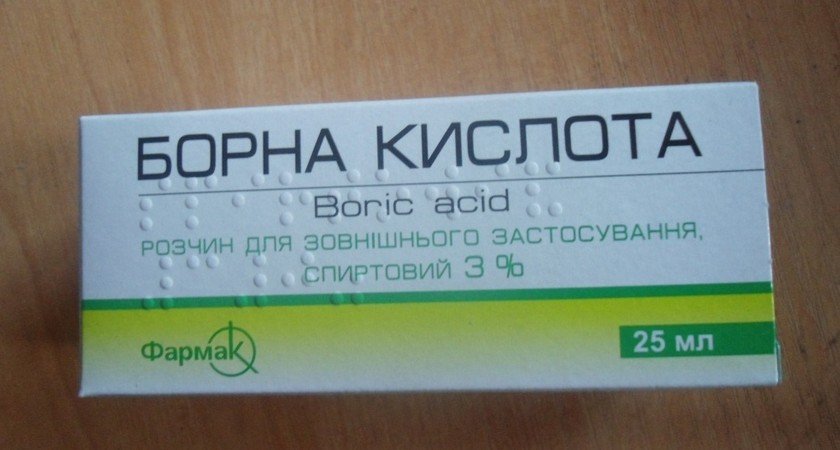 БОРНА КИСЛОТА
Boric acid
РОЗЧИН ДЛЯ ЗОВНІШНЬОГО ЗАСТОСУВАННЯ,
СПИРТОВИЙ 3 %
Фармак
25 мл